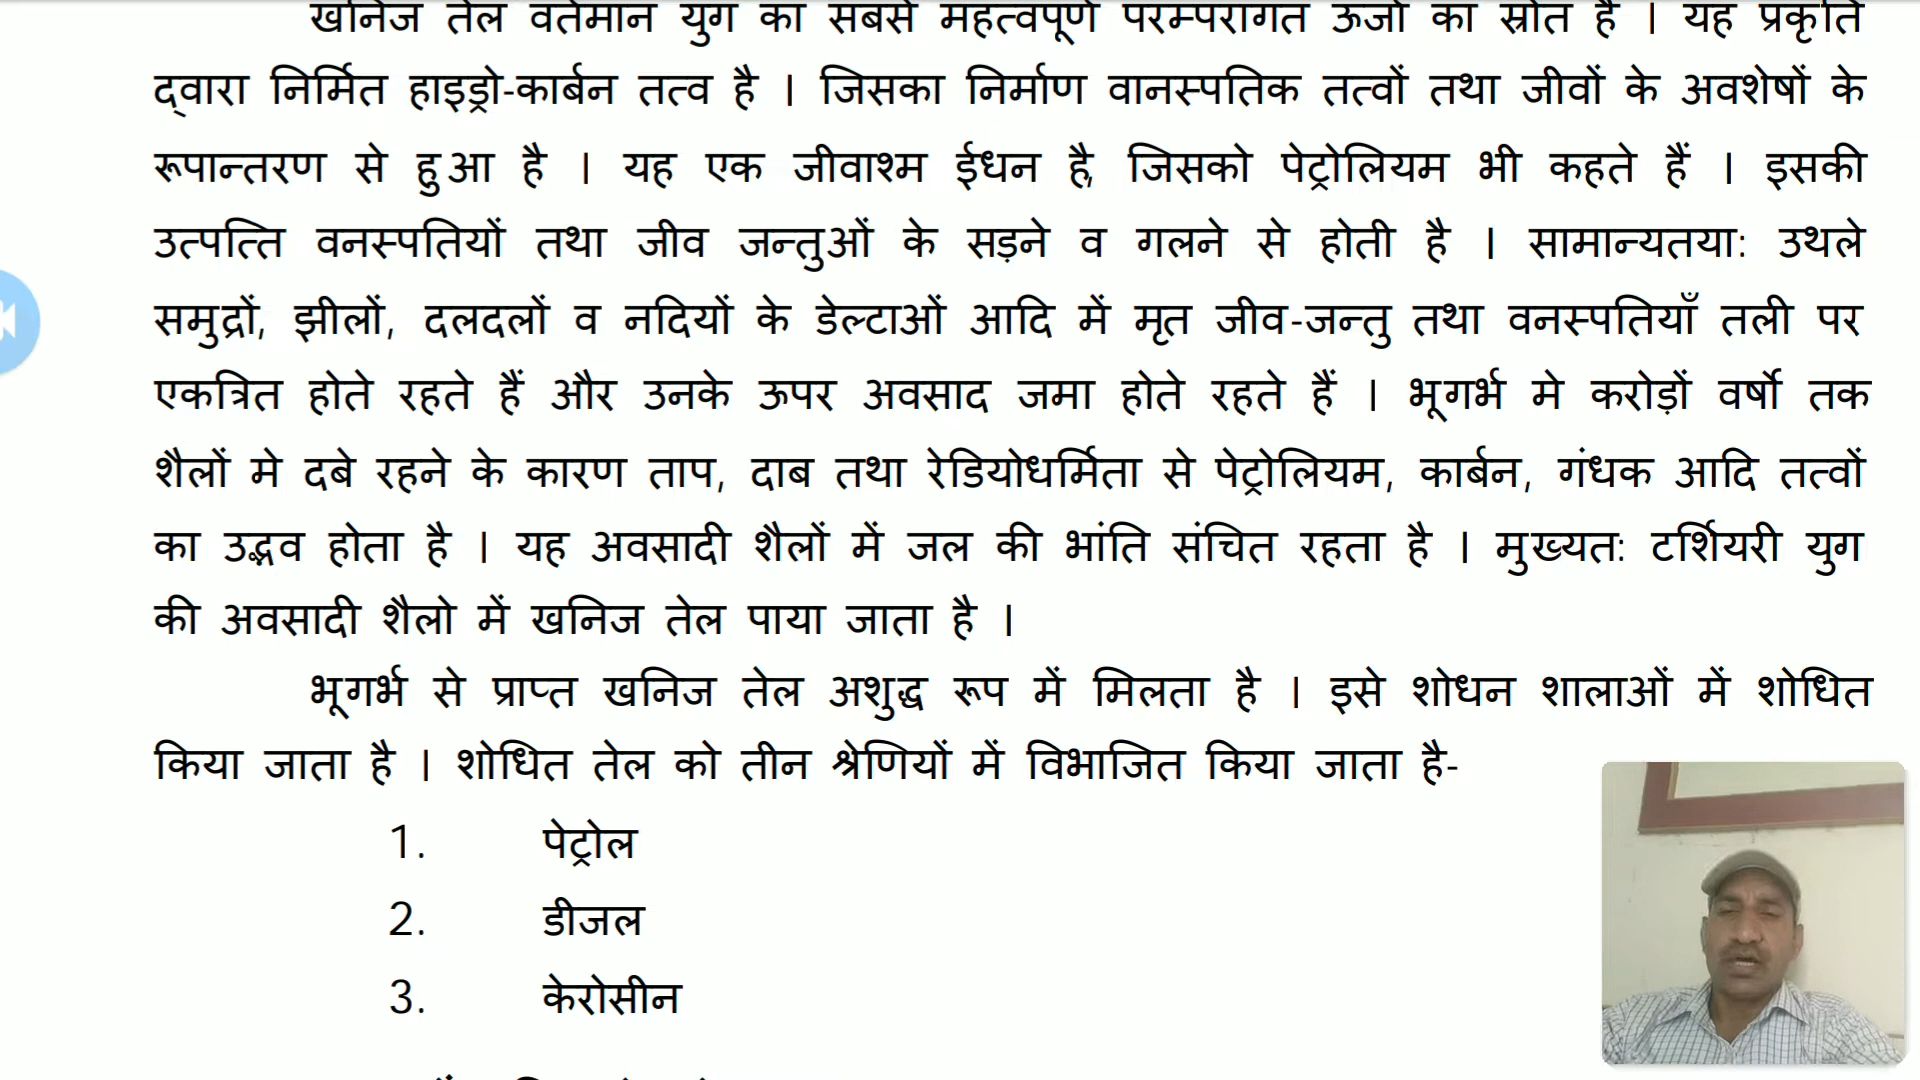 खनिज तेल वर्तमान युग का सबसे महत्वपूर्ण परम्परागत ऊर्जा का स्रोत है । यह प्रकृति
द्वारा निर्मित हाइड्रो-कार्बन तत्व है । जिसका निर्माण वानस्पतिक तत्वों तथा जीवों के अवशेषों के
रूपान्तरण से हुआ है । यह एक जीवाश्म ईधन है, जिसको पेट्रोलियम भी कहते हैं । इसकी
उत्पत्ति वनस्पतियों तथा जीव जन्तुओं के सड़ने व गलने से होती है । सामान्यतया: उथले
समुद्रों, झीलों, दलदलों व नदियों के डेल्टाओं आदि में मृत जीव-जन्तु तथा वनस्पतियाँ तली पर
एकत्रित होते रहते हैं और उनके ऊपर अवसाद जमा होते रहते हैं । भूगर्भ मे करोड़ों वर्षो तक
शैलों मे दबे रहने के कारण ताप, दाब तथा रेडियोधर्मिता से पेट्रोलियम, कार्बन, गंधक आदि तत्वों
का उद्भव होता है । यह अवसादी शैलों में जल की भांति संचित रहता है । मुख्यत: टर्शियरी युग
की अवसादी शैलो में खनिज तेल पाया जाता है ।
भूगर्भ से प्राप्त खनिज तेल अशुद्ध रूप में मिलता है । इसे शोधन शालाओं में शोधित
किया जाता है । शोधित तेल को तीन श्रेणियों में विभाजित किया जाता है-
1. पेट्रोल
2. डीजल
3. केरोसीन